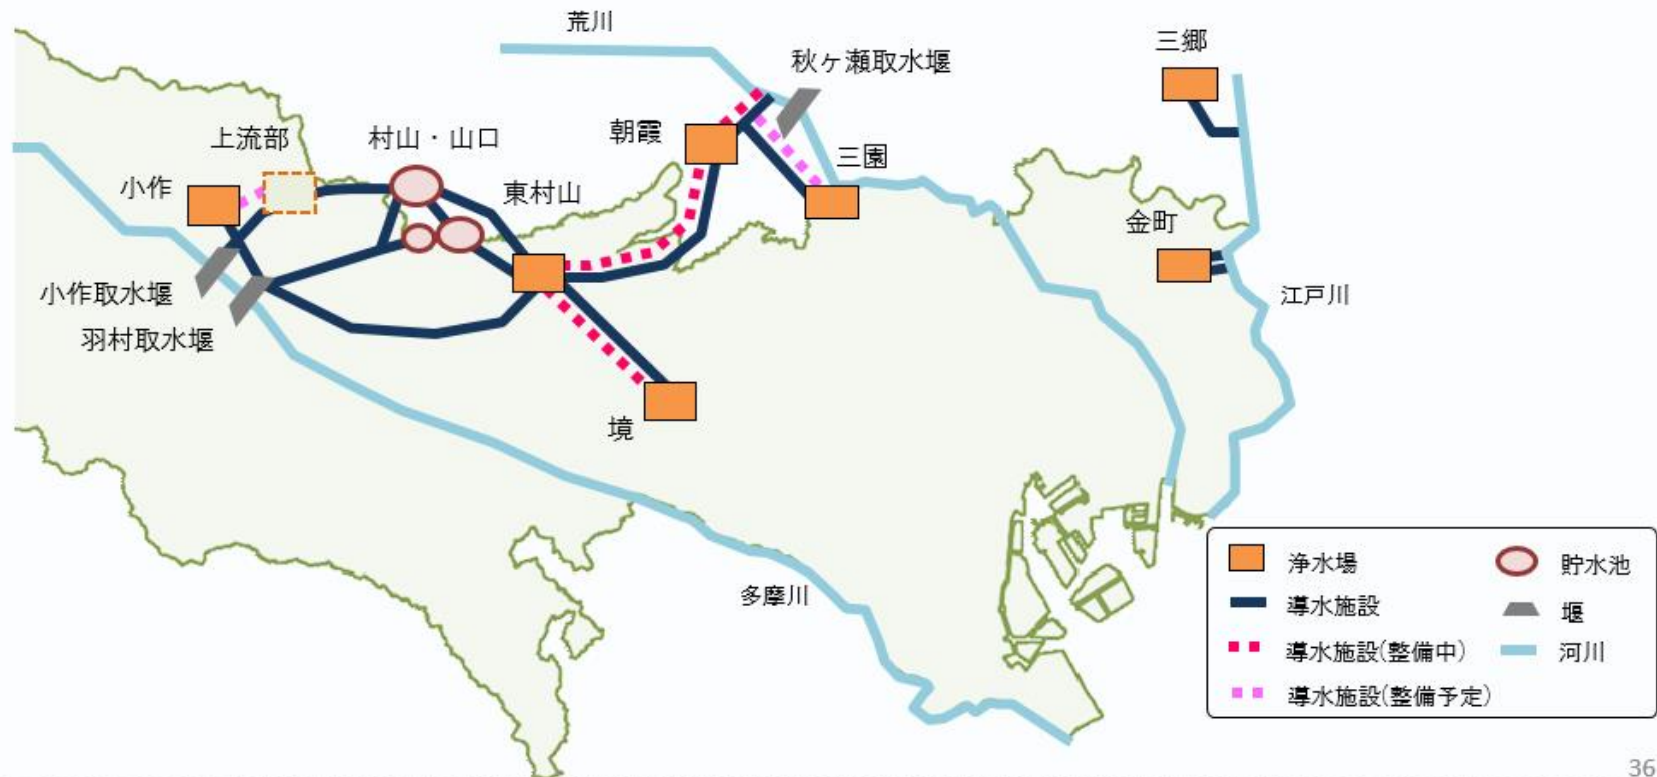 荒川
三郷
秋ヶ瀬取水堰
上流部
村山・山口
朝霞
三園
小作
東村山
金町
小作取水堰
江戸川
羽村取水堰
境
多摩川
浄水場
貯水池
導水施設
堰
導水施設(整備中)
河川
導水施設(整備予定)
36